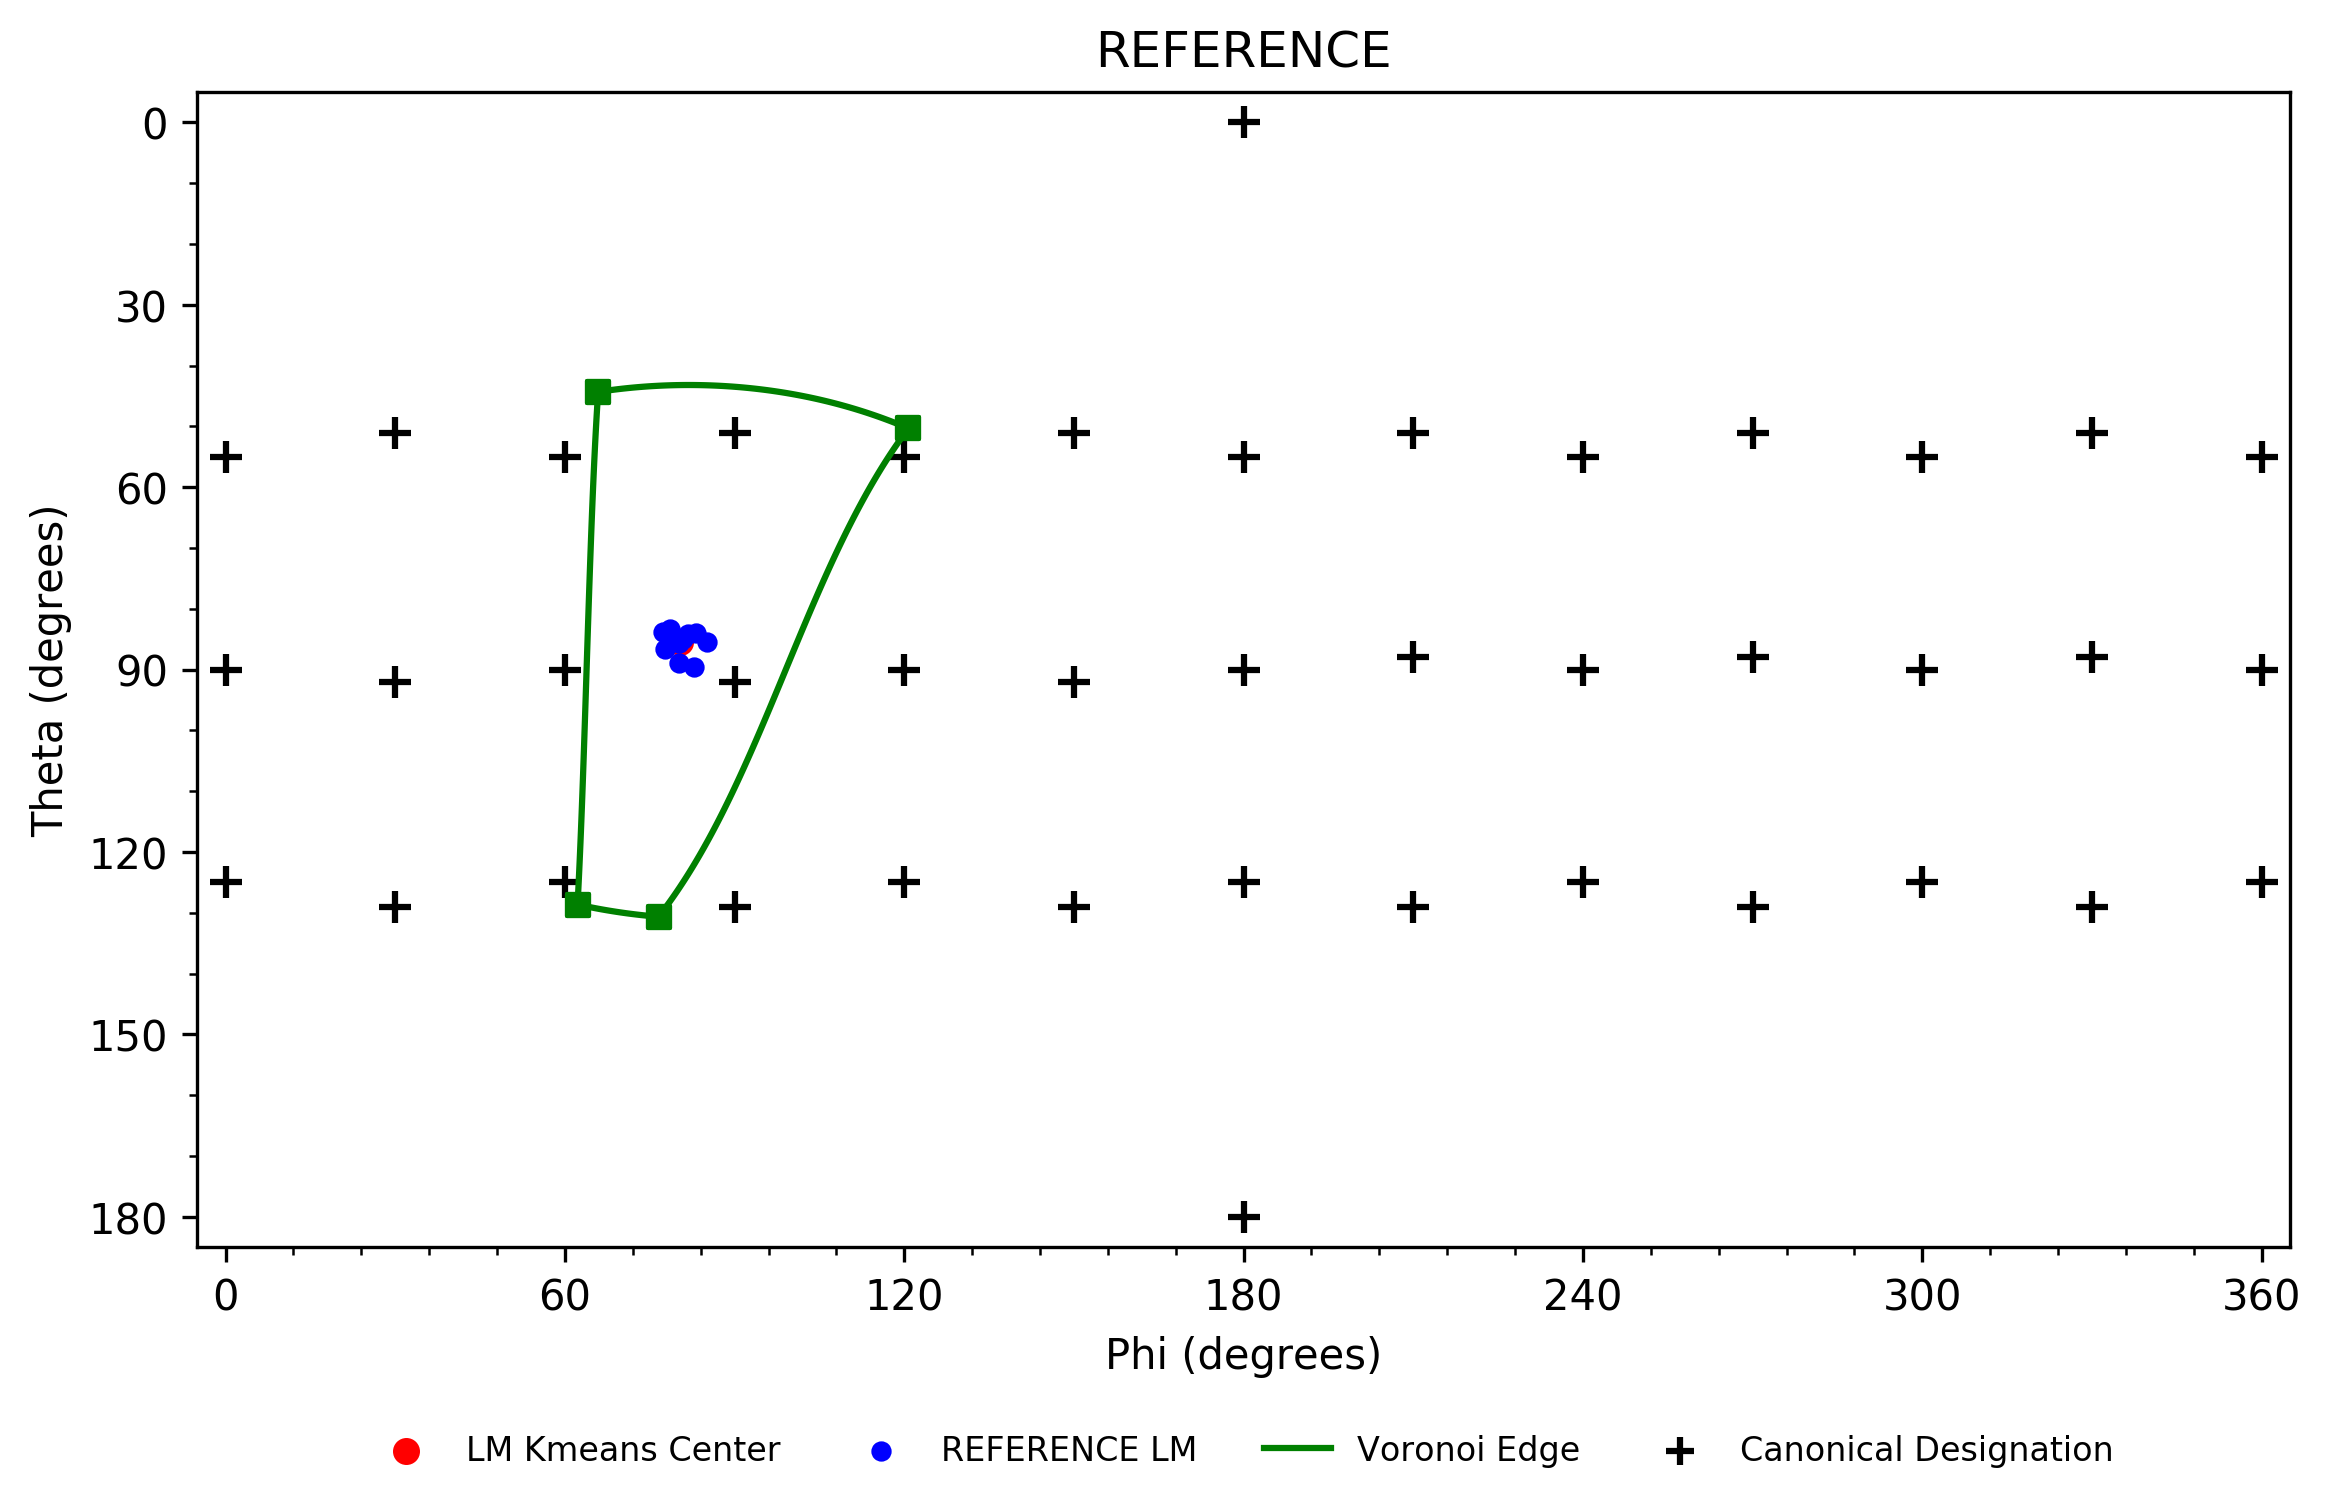 REFERENCE
0
30
60
90
120
150
180
Theta (degrees)
0 60 120 180 240 300 360
Phi (degrees)
LM Kmeans Center REFERENCE LM Voronoi Edge Canonical Designation